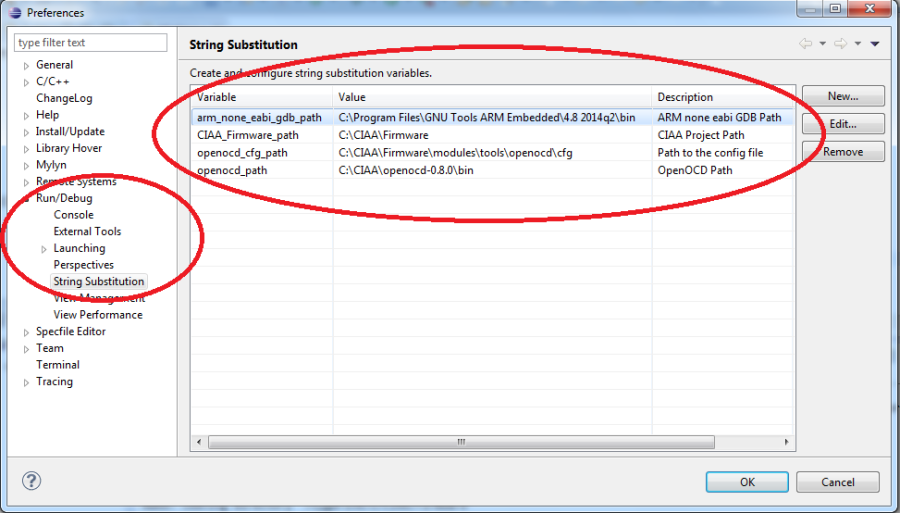 Preferences
type filter text
General
C/C++
ChangeLog
Help
Install/Update
Library Hover
Mylyn
Remote Systems
Run/Debug
Console
External Tools
Launching
Perspectives
String Substitution
View Management
View Performance
Specfile Editor
Team
Terminal
Tracing
String Substitution
Create and configure string substitution variables.
Variable Value Description
arm_none_eabi_gdb_path C:\Program Files\GNU Tools ARM Embedded\4.8 2014q2\bin ARM none eabi GDB Path
CIAA_Firmware_path C:\CIAA\Firmware CIAA Project Path
openocd_cfg_path C:\CIAA\Firmware\modules\tools\openocd\cfg Path to the config file
openocd_path C:\CIAA\openocd-0.8.0\bin OpenOCD Path
New...
Edit...
Remove
?
OK Cancel